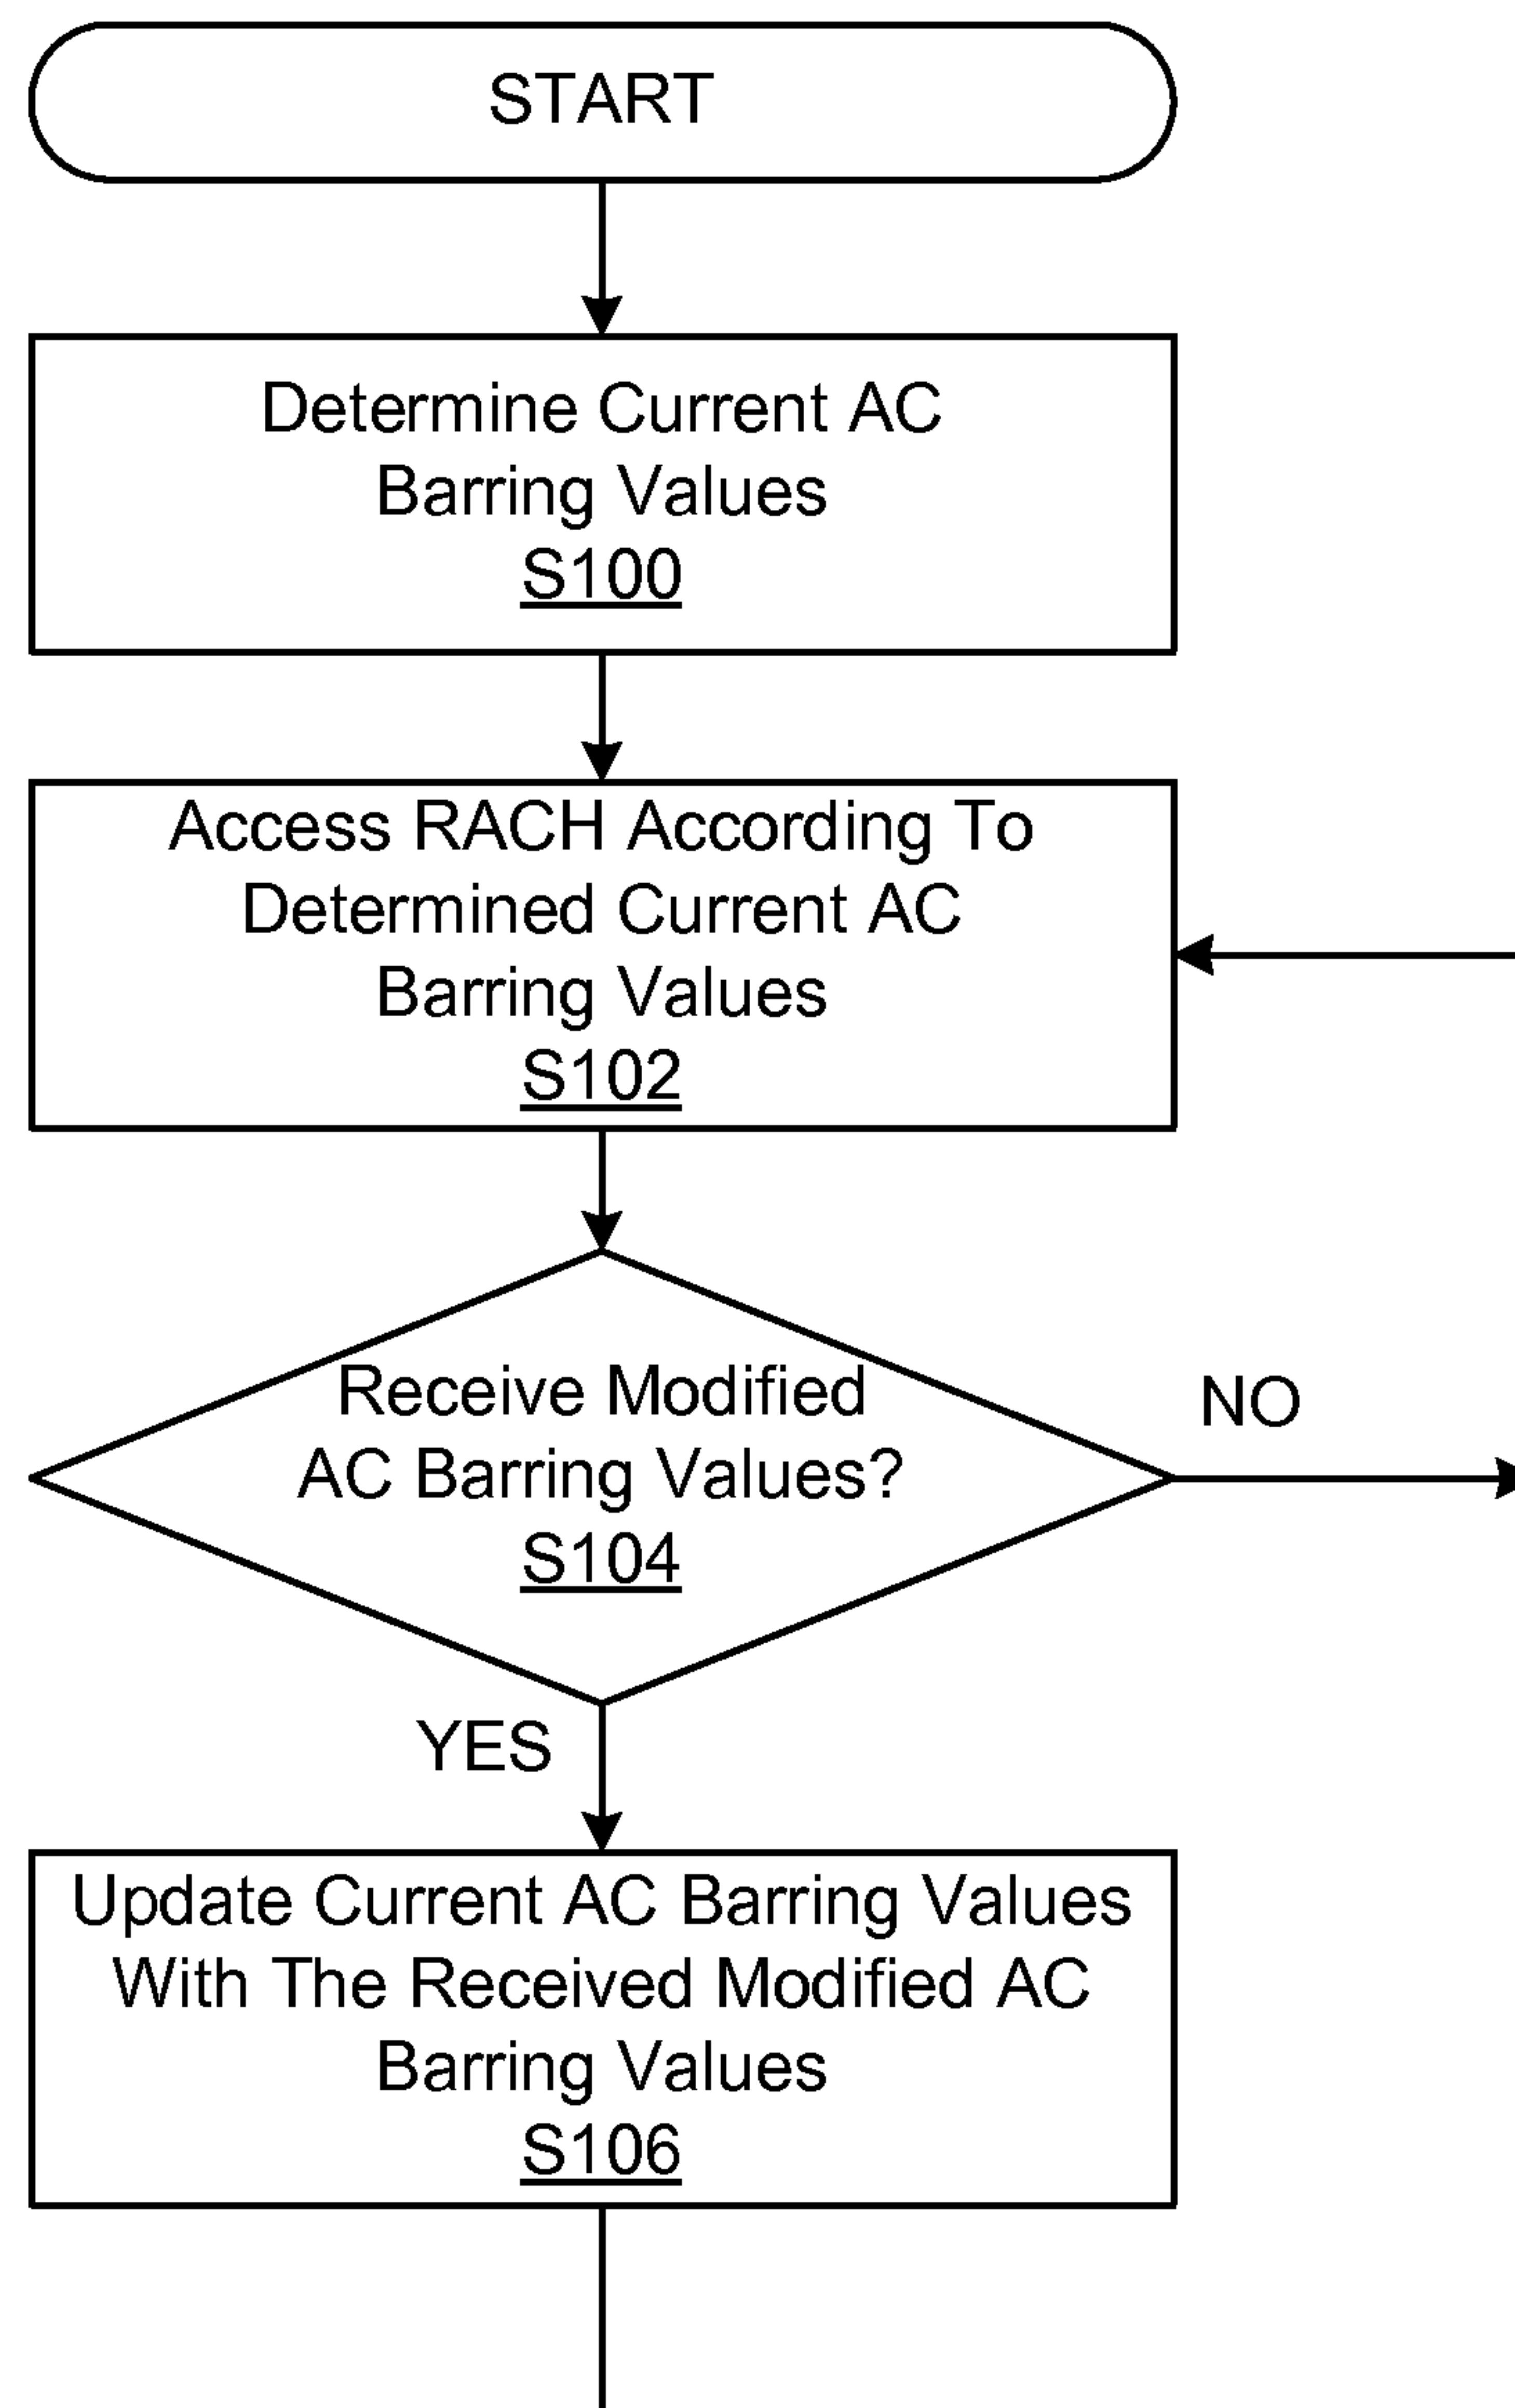 START
Determine Current AC
Barring Values
S100
Access RACH According To
Determined Current AC
Barring Values
S102
Receive Modified
AC Barring Values?
S104
NO
YES
Update Current AC Barring Values
With The Received Modified AC
Barring Values
S106